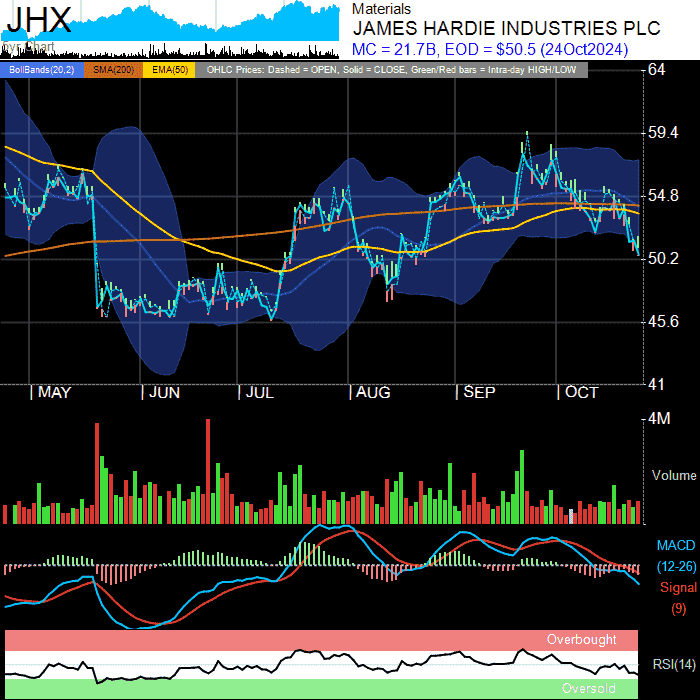 JHX
Materials
JAMES HARDIE INDUSTRIES PLC
MC = 21.7B, EOD = $50.5 (24Oct2024)
5yr Chart
BollBands(20,2) SMA(200) EMA(50) OHLC Prices: Dashed = OPEN, Solid = CLOSE, Green/Red bars = Intra-day HIGH/LOW
64
59.4
54.8
50.2
45.6
41
| MAY | JUN | JUL | AUG | SEP | OCT
4M
Volume
MACD
(12-26)
Signal
(9)
Overbought
RSI(14)
Oversold